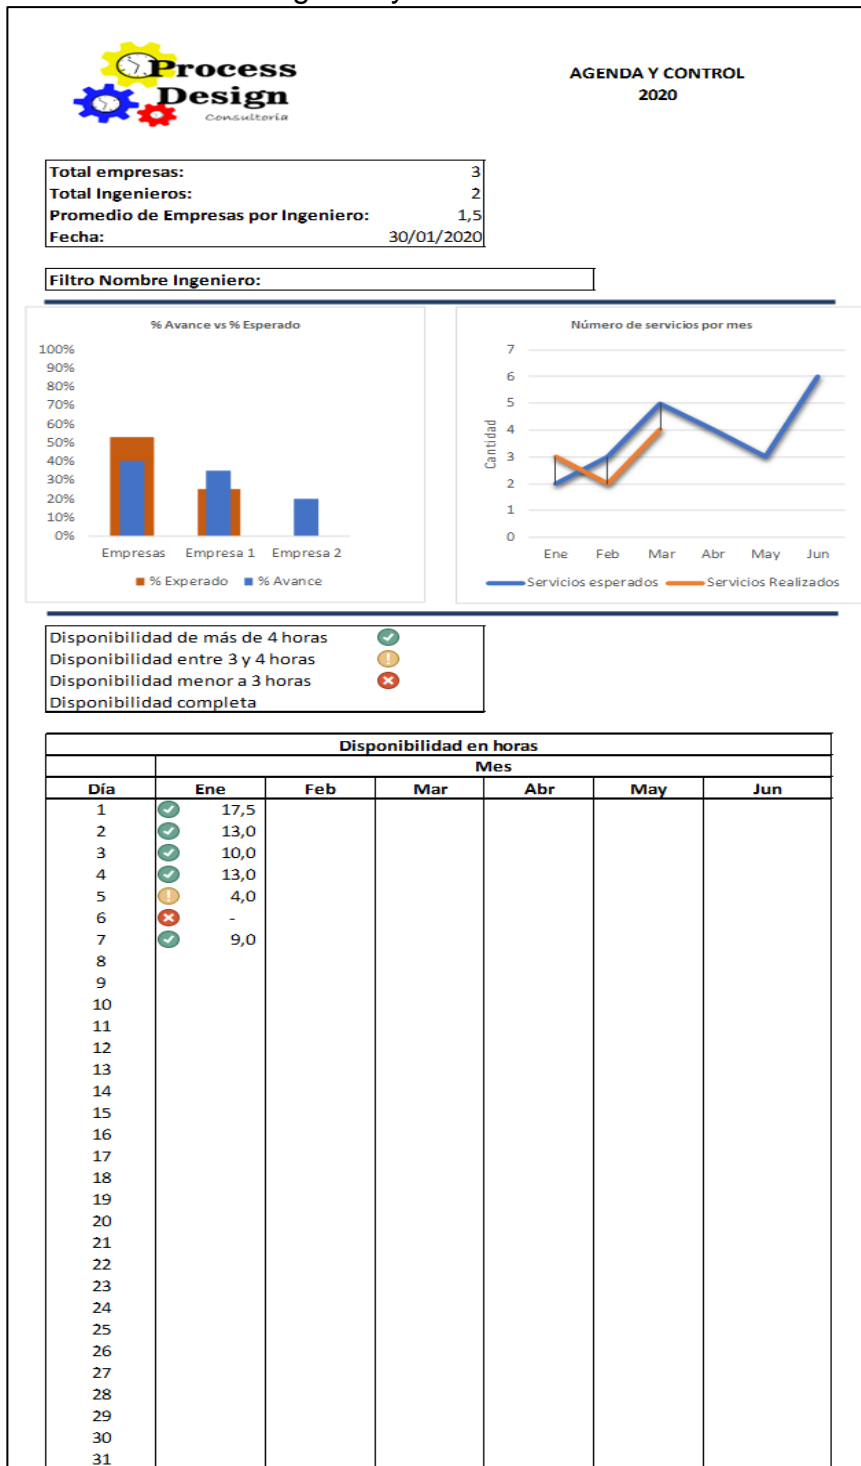 Process
Design
Consultoría
AGENDA Y CONTROL
2020
Total empresas: 3
Total Ingenieros: 2
Promedio de Empresas por Ingeniero: 1,5
Fecha: 30/01/2020
Filtro Nombre Ingeniero:
% Avance vs % Esperado
100%
90%
80%
70%
60%
50%
40%
30%
20%
10%
0%
Empresas Empresa 1 Empresa 2
% Experado % Avance
Número de servicios por mes
Cantidad
7
6
5
4
3
2
1
0
Ene Feb Mar Abr May Jun
Servicios esperados Servicios Realizados
Disponibilidad de más de 4 horas
Disponibilidad entre 3 y 4 horas
Disponibilidad menor a 3 horas
Disponibilidad completa
Disponibilidad en horas
Mes
Día Ene Feb Mar Abr May Jun
1 17,5
2 13,0
3 10,0
4 13,0
5 4,0
6 -
7 9,0
8
9
10
11
12
13
14
15
16
17
18
19
20
21
22
23
24
25
26
27
28
29
30
31